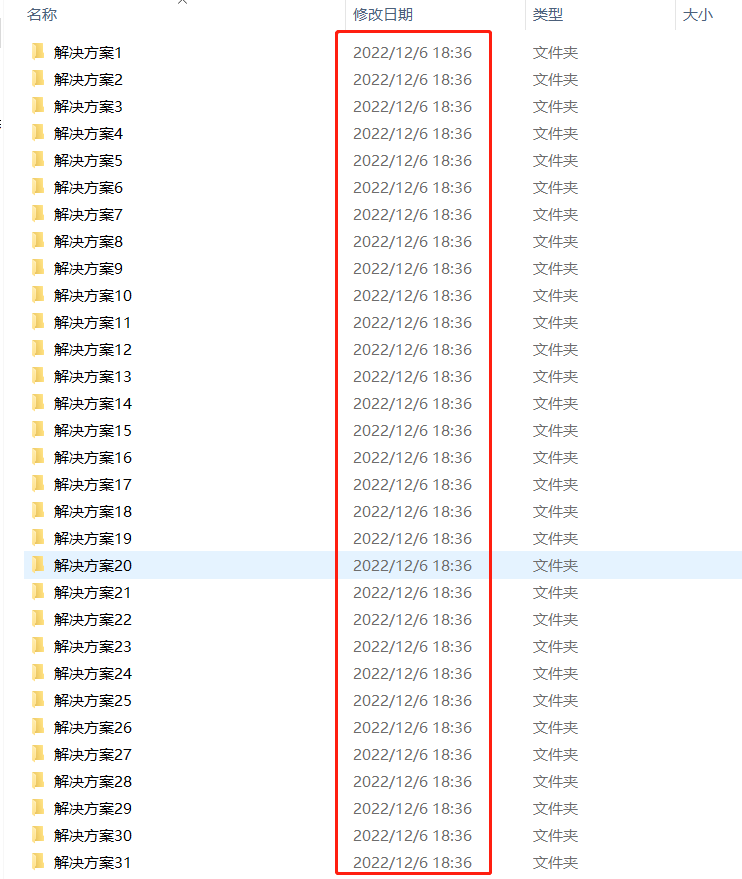 名称 修改日期 类型 大小
解决方案1 2022/12/6 18:36 文件夹
解决方案2 2022/12/6 18:36 文件夹
解决方案3 2022/12/6 18:36 文件夹
解决方案4 2022/12/6 18:36 文件夹
解决方案5 2022/12/6 18:36 文件夹
解决方案6 2022/12/6 18:36 文件夹
解决方案7 2022/12/6 18:36 文件夹
解决方案8 2022/12/6 18:36 文件夹
解决方案9 2022/12/6 18:36 文件夹
解决方案10 2022/12/6 18:36 文件夹
解决方案11 2022/12/6 18:36 文件夹
解决方案12 2022/12/6 18:36 文件夹
解决方案13 2022/12/6 18:36 文件夹
解决方案14 2022/12/6 18:36 文件夹
解决方案15 2022/12/6 18:36 文件夹
解决方案16 2022/12/6 18:36 文件夹
解决方案17 2022/12/6 18:36 文件夹
解决方案18 2022/12/6 18:36 文件夹
解决方案19 2022/12/6 18:36 文件夹
解决方案20 2022/12/6 18:36 文件夹
解决方案21 2022/12/6 18:36 文件夹
解决方案22 2022/12/6 18:36 文件夹
解决方案23 2022/12/6 18:36 文件夹
解决方案24 2022/12/6 18:36 文件夹
解决方案25 2022/12/6 18:36 文件夹
解决方案26 2022/12/6 18:36 文件夹
解决方案27 2022/12/6 18:36 文件夹
解决方案28 2022/12/6 18:36 文件夹
解决方案29 2022/12/6 18:36 文件夹
解决方案30 2022/12/6 18:36 文件夹
解决方案31 2022/12/6 18:36 文件夹